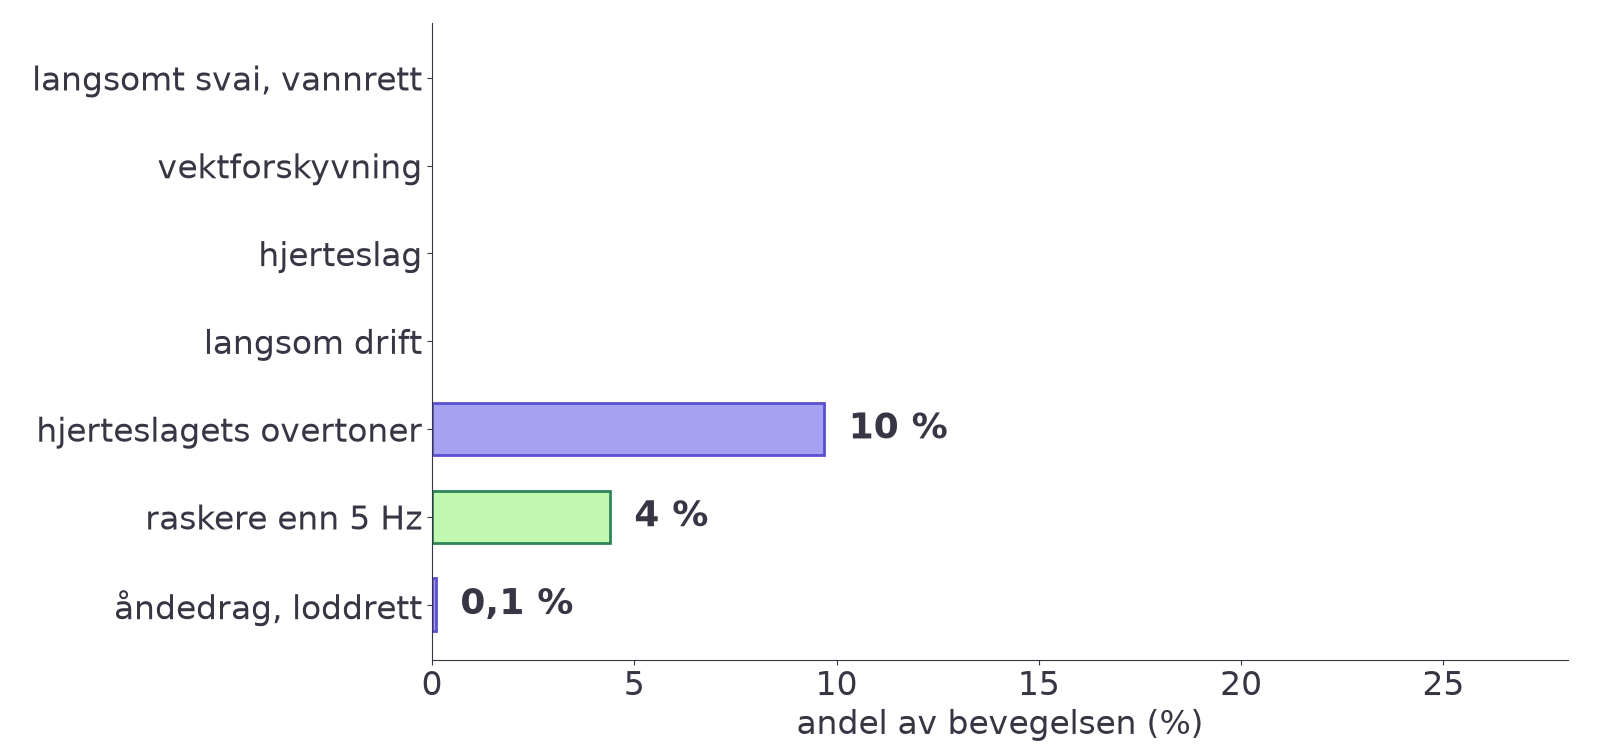 langsomt svai, vannrett
vektforskyvning
hjerteslag
langsom drift
hjerteslagets overtoner
10 %
raskere enn 5 Hz
4 %
åndedrag, loddrett
0,1 %
0 5 10 15 20 25
andel av bevegelsen (%)